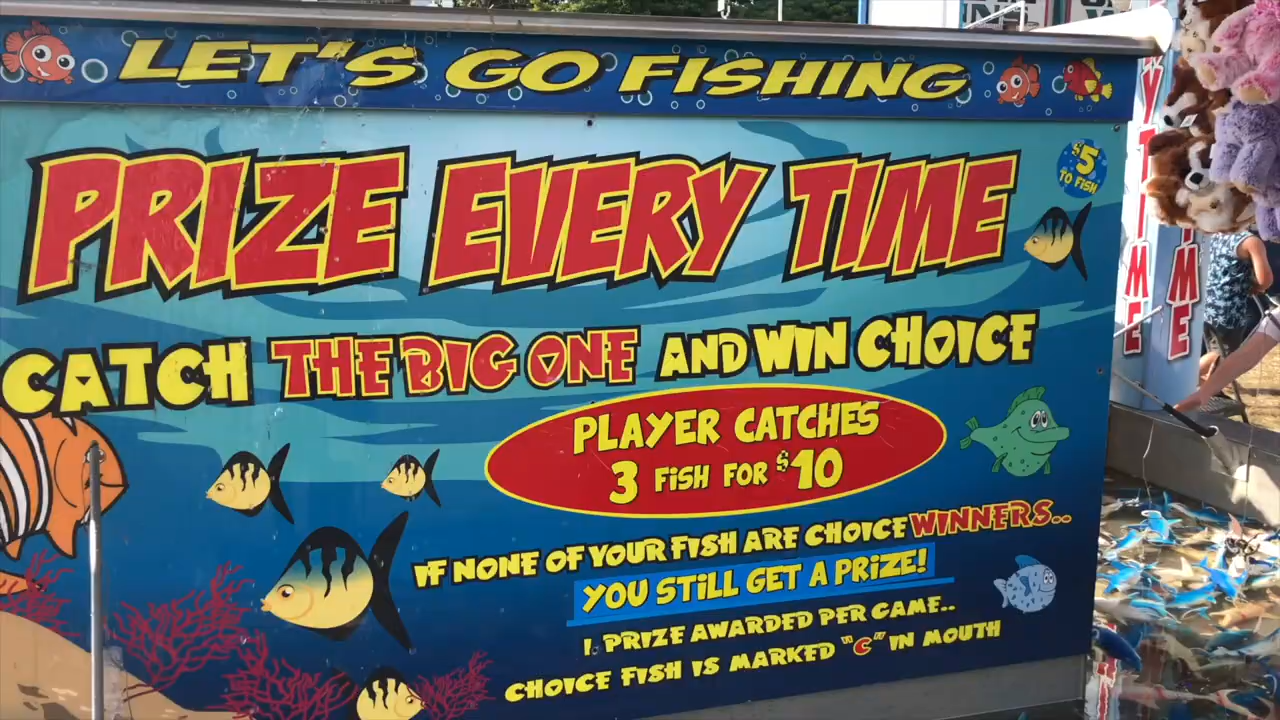 LET'S GO FISHING
PRIZE EVERY TIME
$5
TO FISH
CATCH THE BIG ONE AND WIN CHOICE
PLAYER CATCHES
3 FISH FOR $10
IF NONE OF YOUR FISH ARE CHOICE WINNERS..
YOU STILL GET A PRIZE!
1. PRIZE AWARDED PER GAME..
CHOICE FISH IS MARKED "C" IN MOUTH
Y TIME
ME